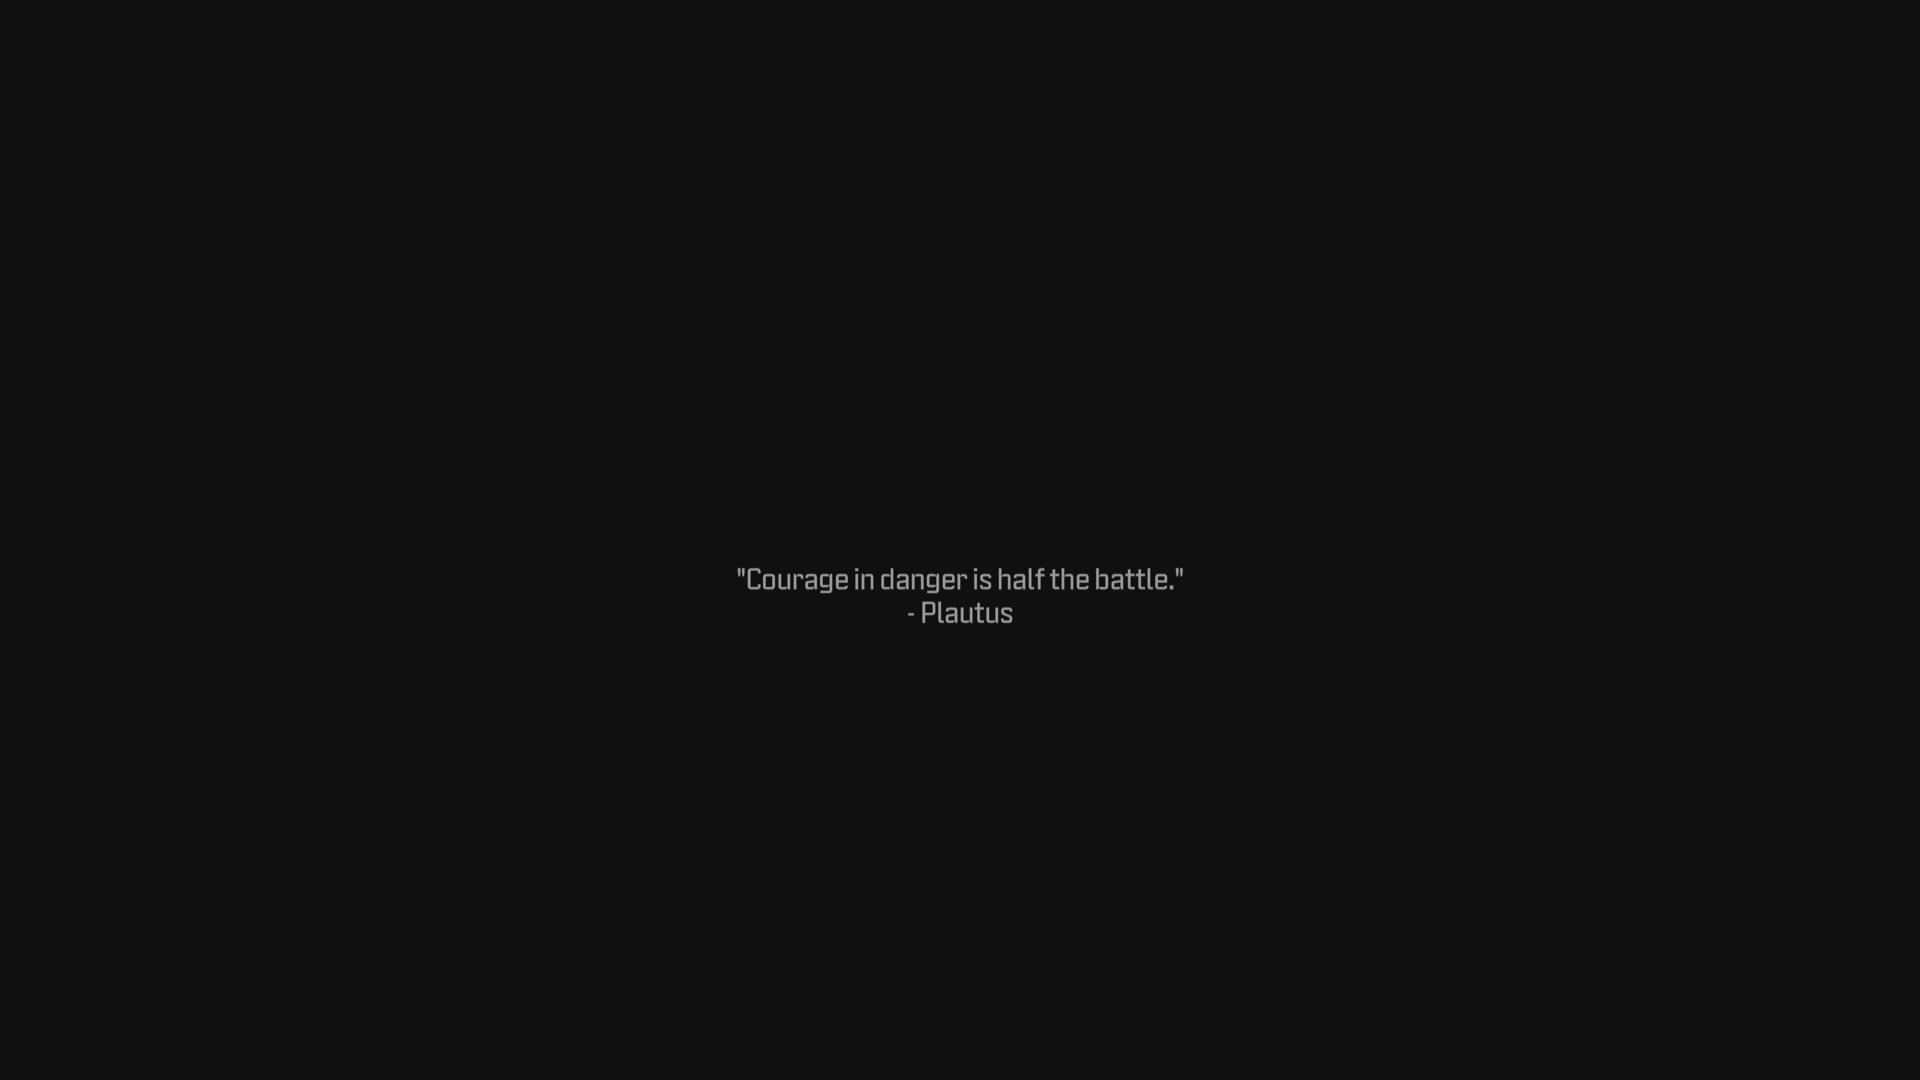 "Courage in danger is half the battle."
- Plautus